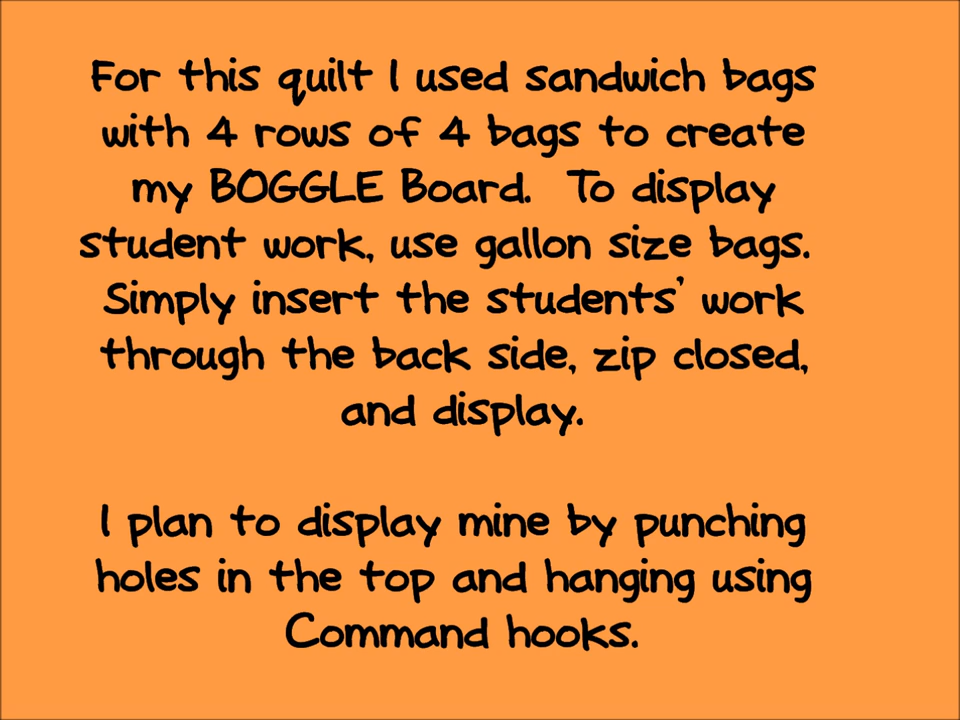 For this quilt I used sandwich bags
with 4 rows of 4 bags to create
my BOGGLE Board. To display
student work, use gallon size bags.
Simply insert the students' work
through the back side, zip closed,
and display.
I plan to display mine by punching
holes in the top and hanging using
Command hooks.